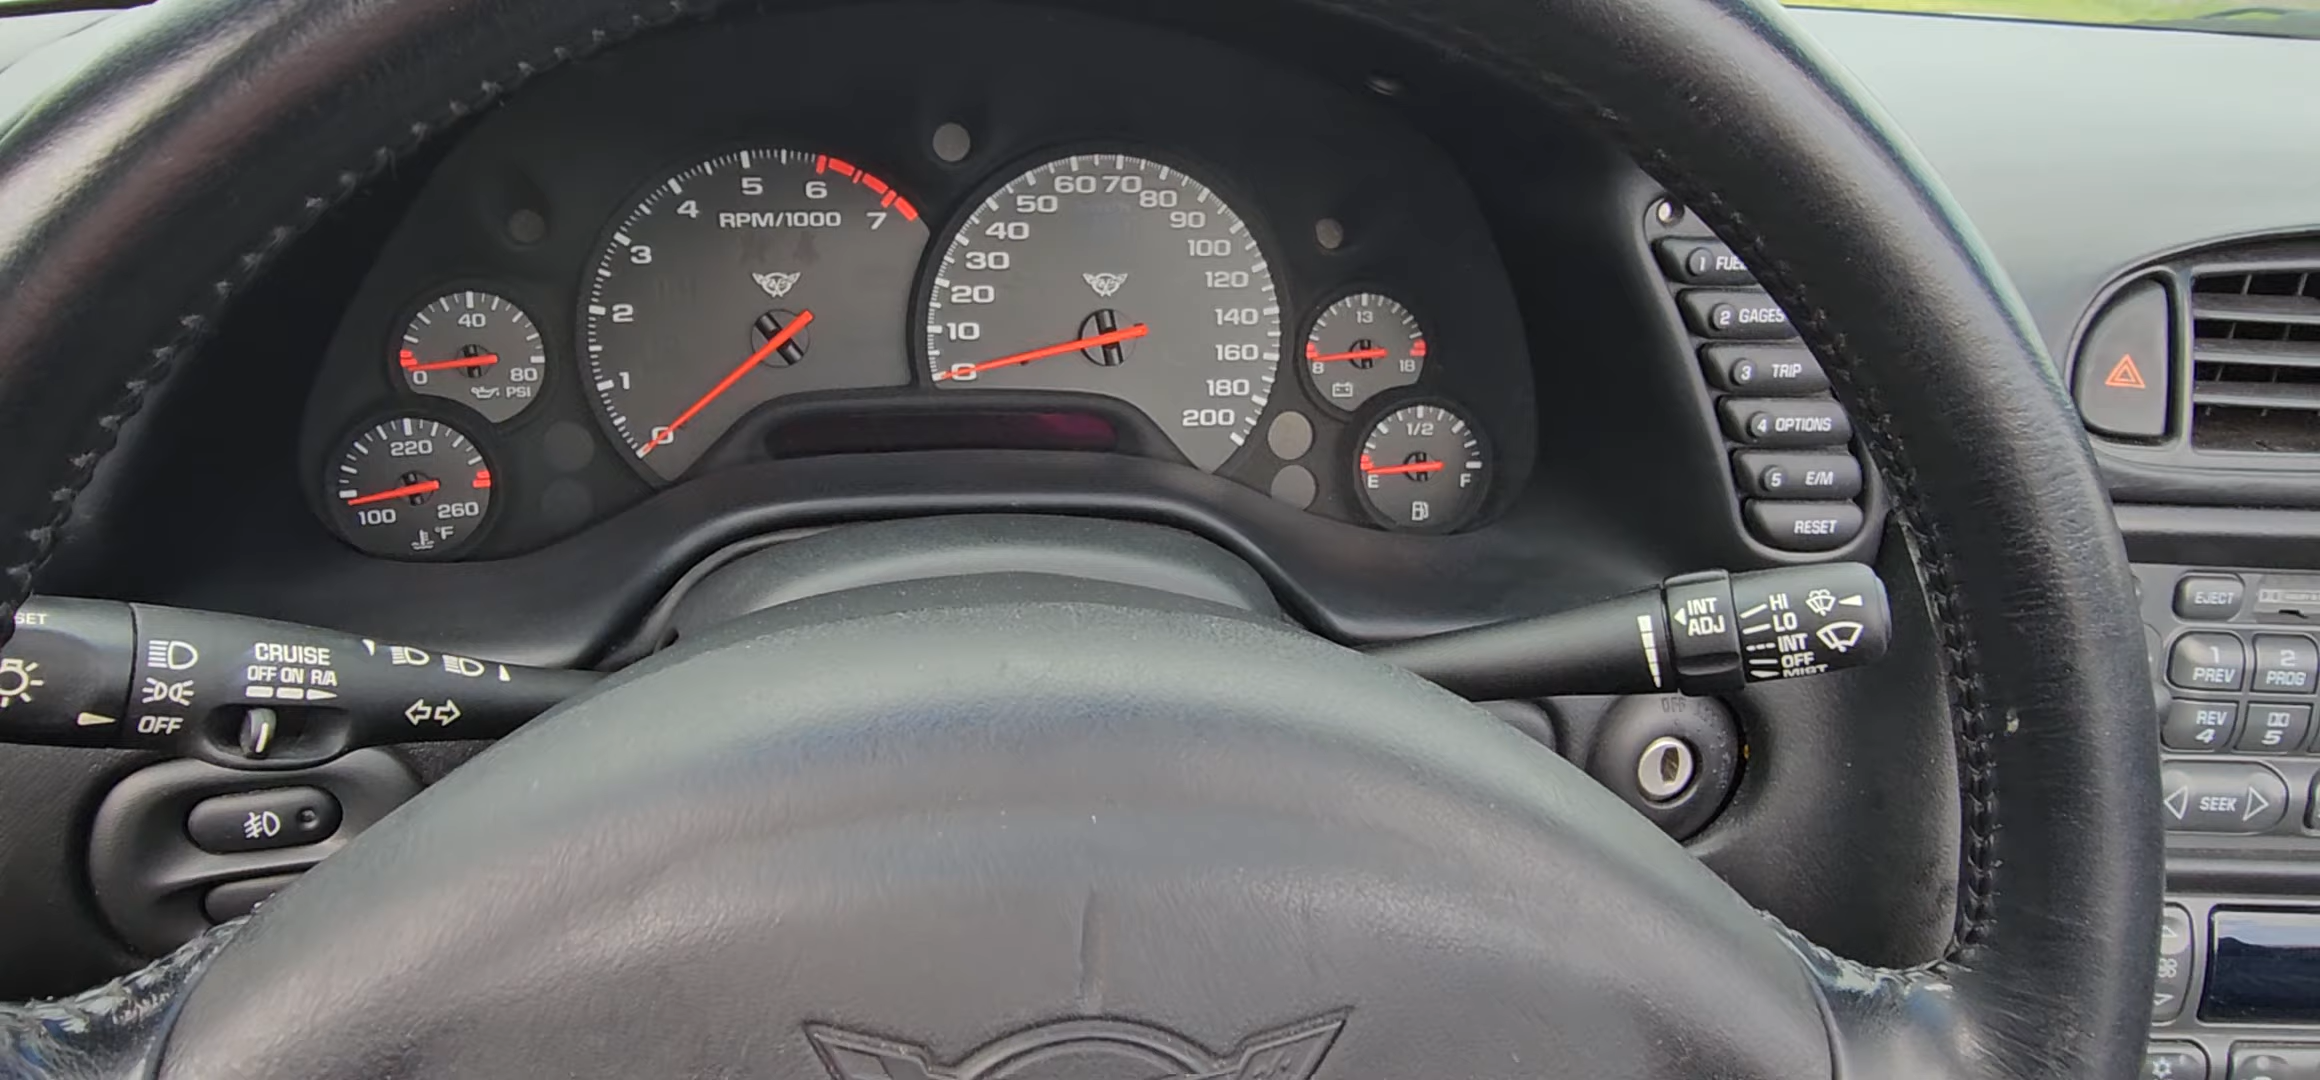 5
6
4
7
RPM/1000
3
2
1
0
60 70
50
80
40
90
30
100
20
120
10
140
0
160
180
200
40
0
80
PSI
220
100
260
°F
13
8
18
1/2
E
F
1
2 GAGES
3 TRIP
4 OPTIONS
5 E/M
RESET
CRUISE
OFF ON R/A
OFF
INT
ADJ
HI
LO
INT
OFF
MIST
OFF
EJECT
1
PREV
2
PROG
REV
4
5
SEEK